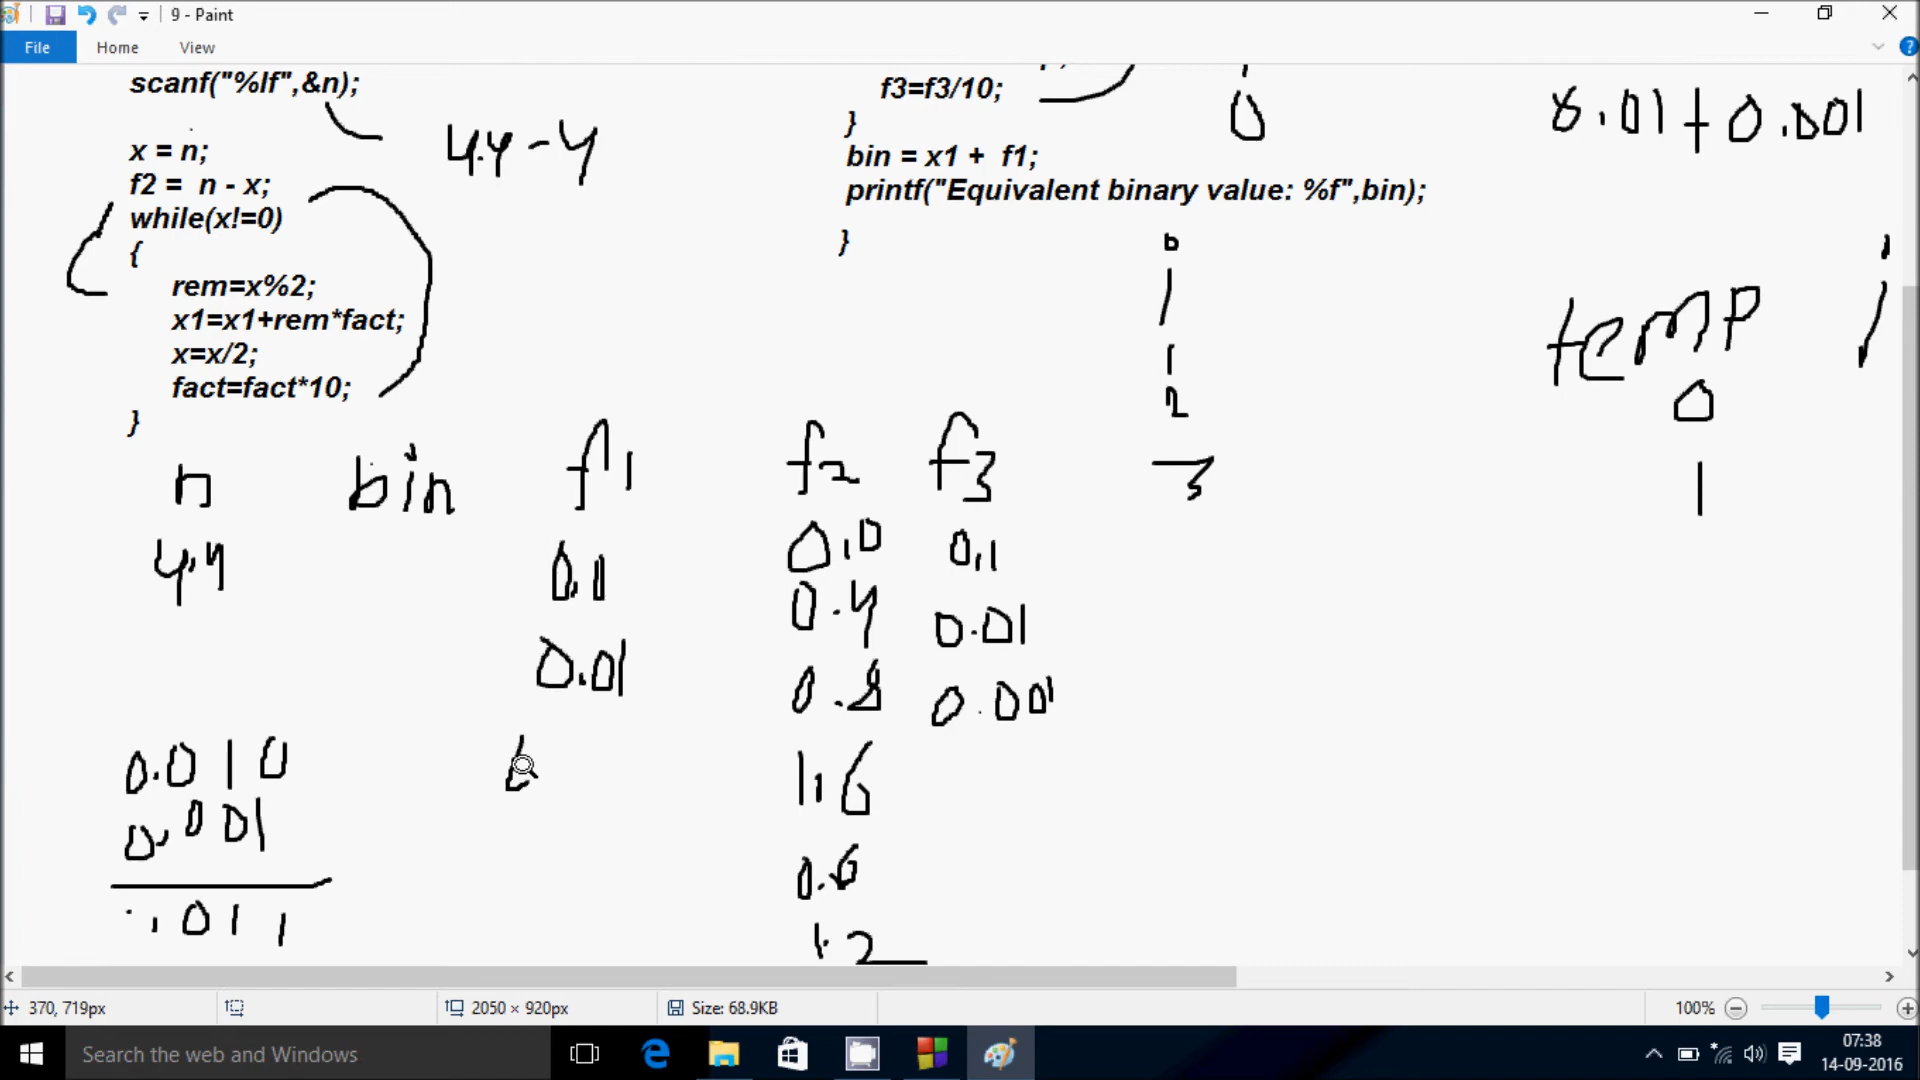 9 - Paint
File Home View
scanf("%lf",&n);
x = n;
f2 = n - x;
while(x!=0)
{
rem=x%2;
x1=x1+rem*fact;
x=x/2;
fact=fact*10;
}
4.4 - 4
f3=f3/10;
}
bin = x1 + f1;
printf("Equivalent binary value: %f",bin);
}
0
0.01 + 0.001
i
temp
0
1
1
1
2
3
n bin f1 f2 f3
4.4 0.0 0.1
0.4 0.01
0.01 0.8 0.001
1.6
0.6
1.2
0.010
0.001
.011
370, 719px
2050 × 920px
Size: 68.9KB
100%
Search the web and Windows
07:38
14-09-2016